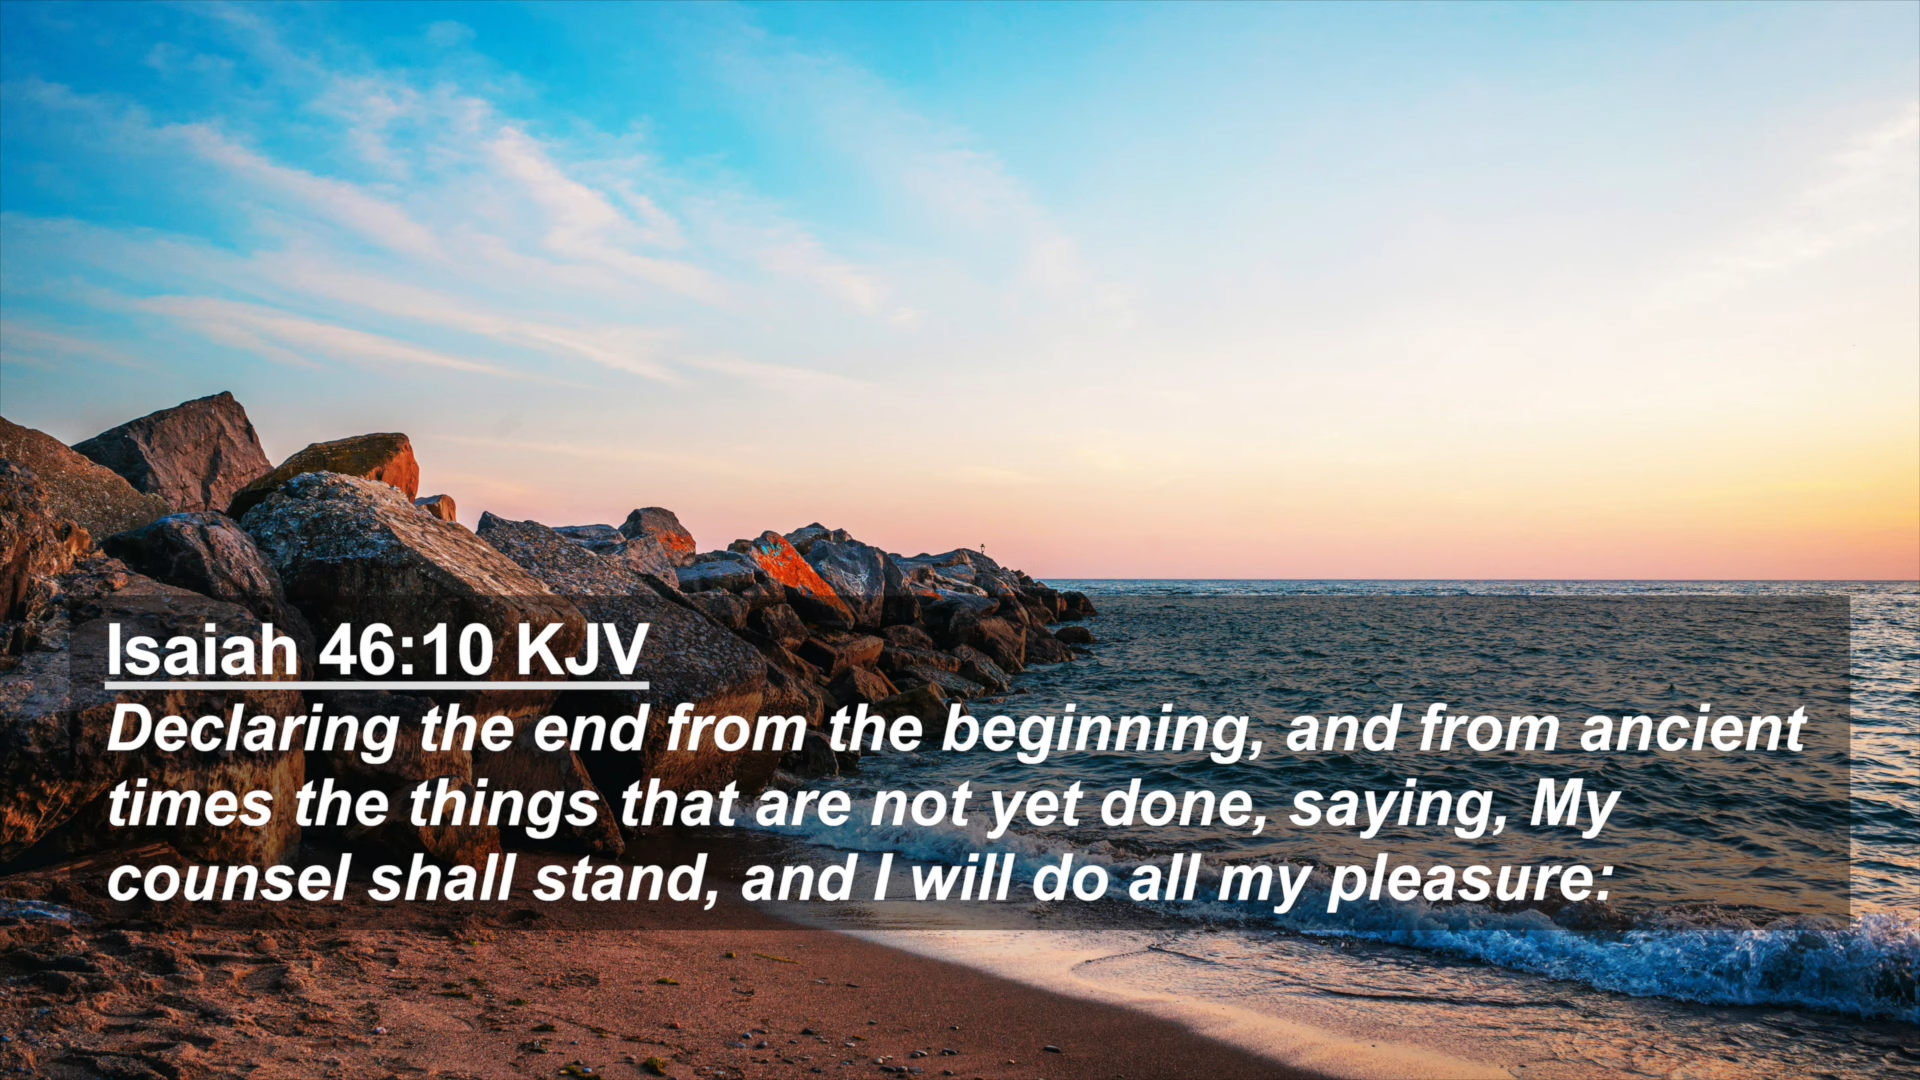 Isaiah 46:10 KJV
Declaring the end from the beginning, and from ancient
times the things that are not yet done, saying, My
counsel shall stand, and I will do all my pleasure: